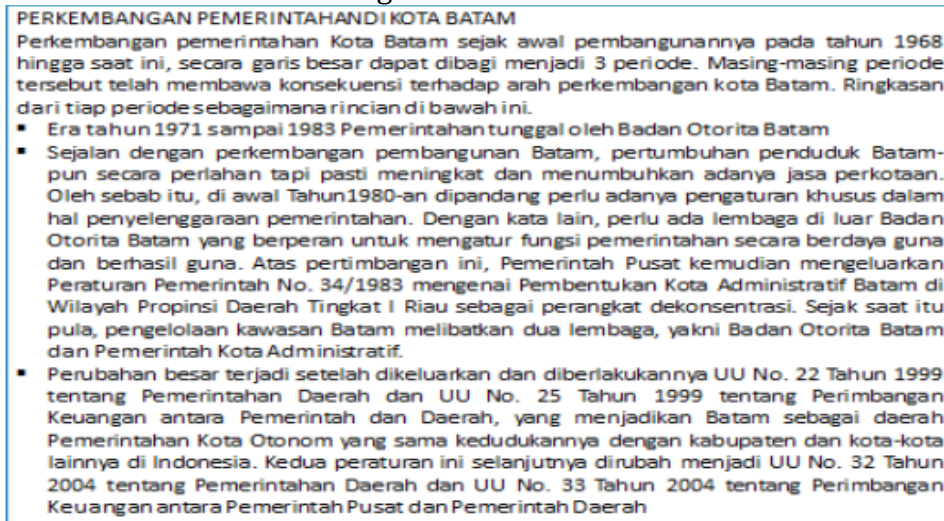 PERKEMBANGAN PEMERINTAHANDI KOTA BATAM
Perkembangan pemerintahan Kota Batam sejak awal pembangunannya pada tahun 1968
hingga saat ini, secara garis besar dapat dibagi menjadi 3 periode. Masing-masing periode
tersebut telah membawa konsekuensi terhadap arah perkembangan kota Batam. Ringkasan
dari tiap periode sebagaimana rincian di bawah ini.
▪ Era tahun 1971 sampai 1983 Pemerintahan tunggal oleh Badan Otorita Batam
▪ Sejalan dengan perkembangan pembangunan Batam, pertumbuhan penduduk Batam-
pun secara perlahan tapi pasti meningkat dan menumbuhkan adanya jasa perkotaan.
Oleh sebab itu, di awal Tahun1980-an dipandang perlu adanya pengaturan khusus dalam
hal penyelenggaraan pemerintahan. Dengan kata lain, perlu ada lembaga di luar Badan
Otorita Batam yang berperan untuk mengatur fungsi pemerintahan secara berdaya guna
dan berhasil guna. Atas pertimbangan ini, Pemerintah Pusat kemudian mengeluarkan
Peraturan Pemerintah No. 34/1983 mengenai Pembentukan Kota Administratif Batam di
Wilayah Propinsi Daerah Tingkat I Riau sebagai perangkat dekonsentrasi. Sejak saat itu
pula, pengelolaan kawasan Batam melibatkan dua lembaga, yakni Badan Otorita Batam
dan Pemerintah Kota Administratif.
▪ Perubahan besar terjadi setelah dikeluarkan dan diberlakukannya UU No. 22 Tahun 1999
tentang Pemerintahan Daerah dan UU No. 25 Tahun 1999 tentang Perimbangan
Keuangan antara Pemerintah dan Daerah, yang menjadikan Batam sebagai daerah
Pemerintahan Kota Otonom yang sama kedudukannya dengan kabupaten dan kota-kota
lainnya di Indonesia. Kedua peraturan ini selanjutnya dirubah menjadi UU No. 32 Tahun
2004 tentang Pemerintahan Daerah dan UU No. 33 Tahun 2004 tentang Perimbangan
Keuangan antara Pemerintah Pusat dan Pemerintah Daerah